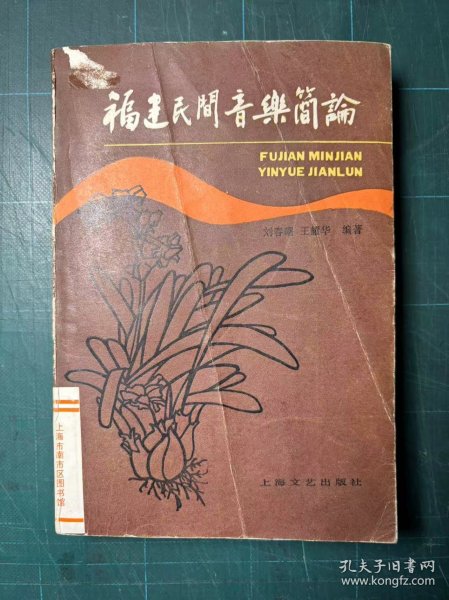 福建民間音樂簡論
FUJIAN MINJIAN
YINYUE JIANLUN
刘春曙 王耀华 编著
上海市南市区图书馆
上海文艺出版社
孔夫子旧书网
www.kongfz.com